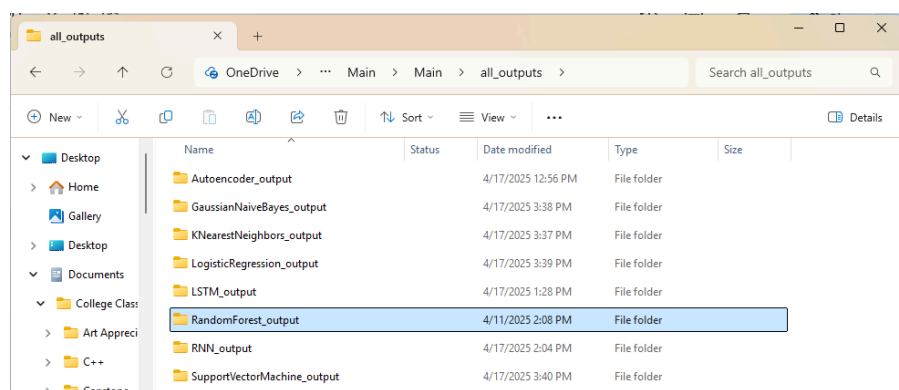 all_outputs
OneDrive > ··· Main > Main > all_outputs > Search all_outputs
New Sort View ··· Details
Name Status Date modified Type Size
Desktop
Home
Gallery
Desktop
Documents
College Class
Art Appreci
C++
Autoencoder_output 4/17/2025 12:56 PM File folder
GaussianNaiveBayes_output 4/17/2025 3:38 PM File folder
KNearestNeighbors_output 4/17/2025 3:37 PM File folder
LogisticRegression_output 4/17/2025 3:39 PM File folder
LSTM_output 4/17/2025 1:28 PM File folder
RandomForest_output 4/11/2025 2:08 PM File folder
RNN_output 4/17/2025 2:04 PM File folder
SupportVectorMachine_output 4/17/2025 3:40 PM File folder